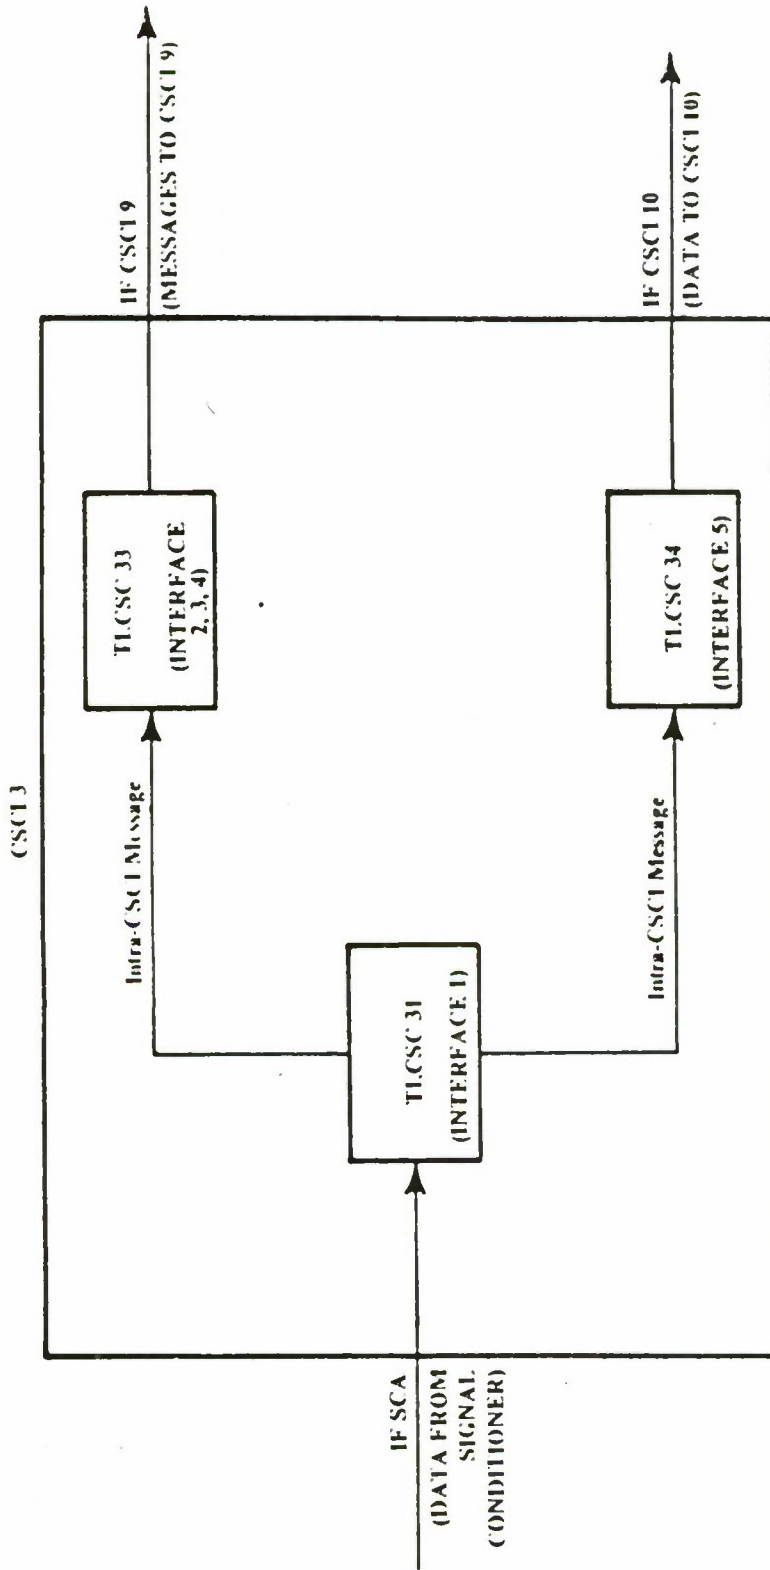 CSCI 3
IF SCA
(DATA FROM
SIGNAL
CONDITIONER)
TLCSC 31
(INTERFACE 1)
Intra-CSCI Message
TLCSC 33
(INTERFACE
2, 3, 4)
IF CSCI 9
(MESSAGES TO CSCI 9)
Intra-CSCI Message
TLCSC 34
(INTERFACE 5)
IF CSCI 10
(DATA TO CSCI 10)